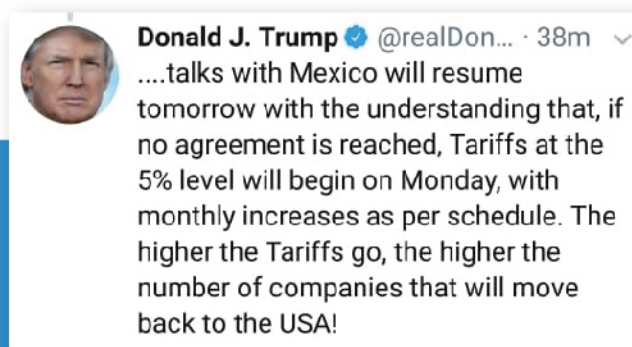 Donald J. Trump @realDon... · 38m
....talks with Mexico will resume
tomorrow with the understanding that, if
no agreement is reached, Tariffs at the
5% level will begin on Monday, with
monthly increases as per schedule. The
higher the Tariffs go, the higher the
number of companies that will move
back to the USA!